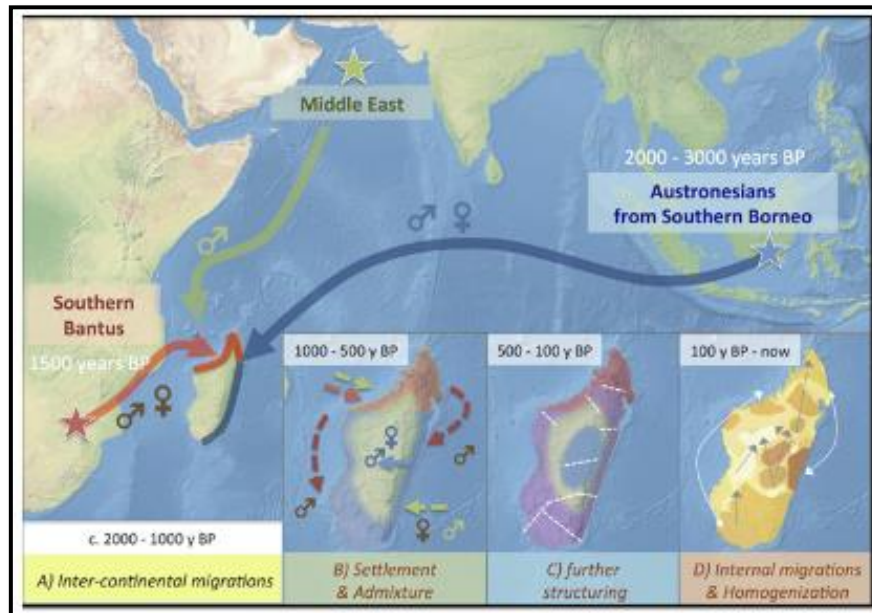 Middle East
2000 - 3000 years BP
Austronesians
from Southern Borneo
♂ ♀
♂
Southern
Bantus
1500 years BP
♂ ♀
1000 - 500 y BP
500 - 100 y BP
100 y BP - now
♀
♂
♂
♂
♀ ♂
c. 2000 - 1000 y BP
A) Inter-continental migrations
B) Settlement
& Admixture
C) further
structuring
D) Internal migrations
& Homogenization